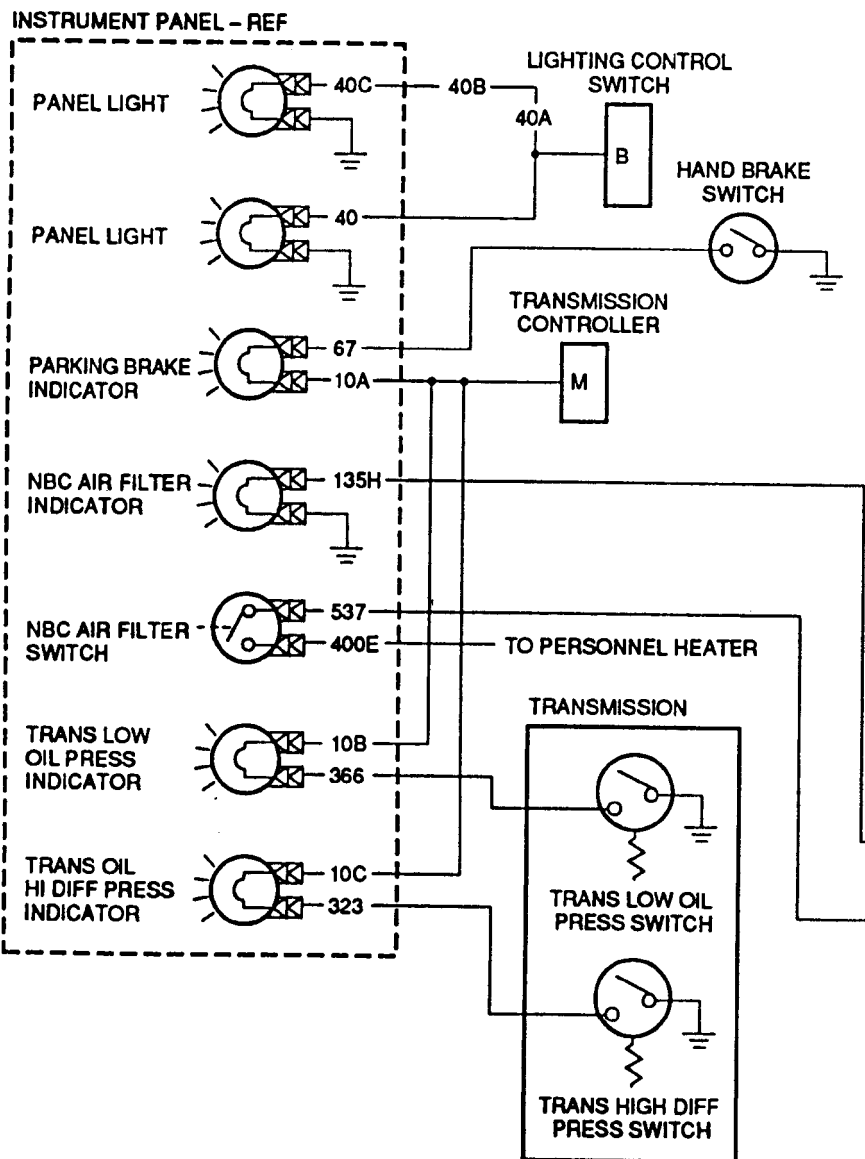 INSTRUMENT PANEL – REF
PANEL LIGHT
40C
40B
LIGHTING CONTROL
SWITCH
40A
B
PANEL LIGHT
40
HAND BRAKE
SWITCH
PARKING BRAKE
INDICATOR
67
10A
TRANSMISSION
CONTROLLER
M
NBC AIR FILTER
INDICATOR
135H
NBC AIR FILTER
SWITCH
537
400E
TO PERSONNEL HEATER
TRANS LOW
OIL PRESS
INDICATOR
10B
366
TRANSMISSION
TRANS LOW OIL
PRESS SWITCH
TRANS OIL
HI DIFF PRESS
INDICATOR
10C
323
TRANS HIGH DIFF
PRESS SWITCH